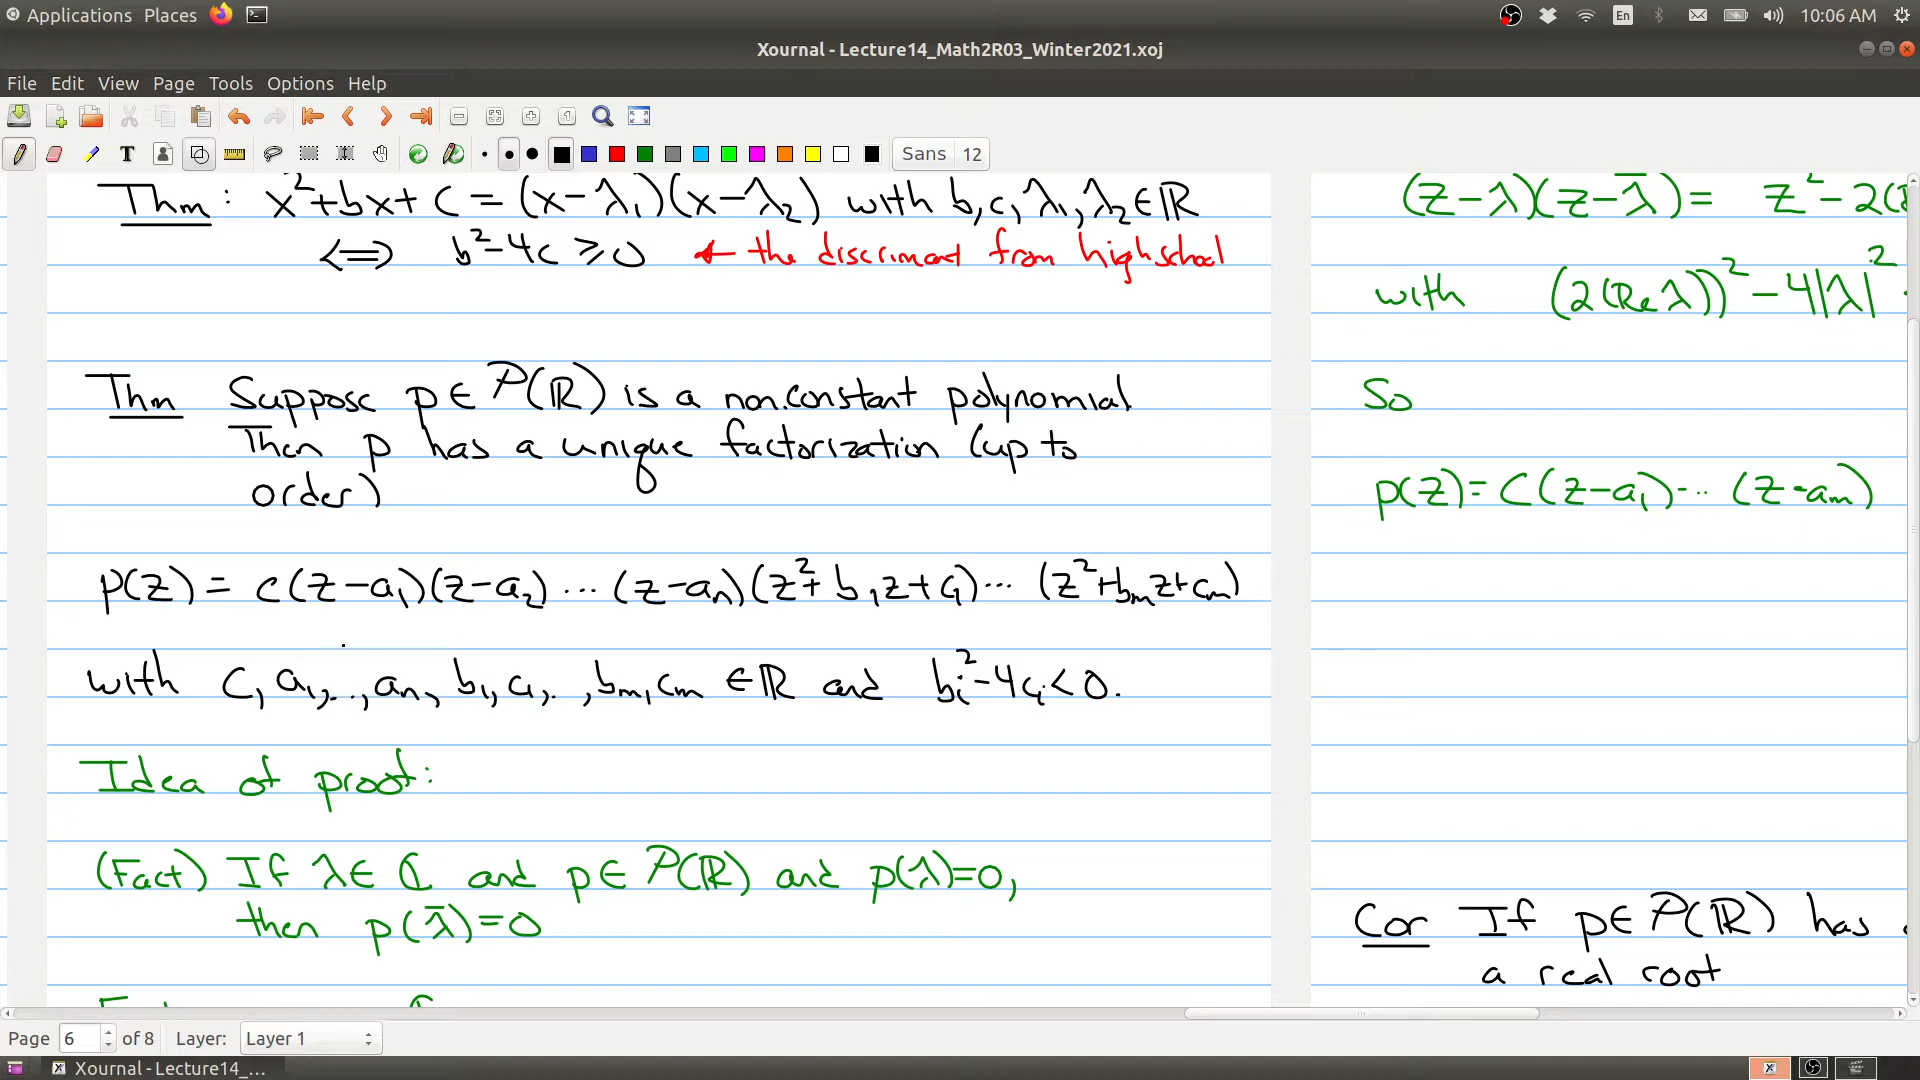 Applications Places En 10:06 AM
Xournal - Lecture14_Math2R03_Winter2021.xoj
File Edit View Page Tools Options Help
T Sans 12
Thm: x²+bx+c = (x-λ₁)(x-λ₂) with b,c,λ₁,λ₂∈ℝ
⟺ b²-4c ≥ 0 ← the discrimant from highschool
Thm Suppose p∈𝒫(ℝ) is a non.constant polynomial
Then p has a unique factorization (up to
order)
p(z) = c(z-a₁)(z-a₂)...(z-aₙ)(z²+b₁z+c₁)...(z²+bₘz+cₘ)
with c, a₁,..,aₙ, b₁,c₁,..,bₘ,cₘ ∈ℝ and bᵢ²-4cᵢ<0.
Idea of proof:
(Fact) If λ∈ℂ and p∈𝒫(ℝ) and p(λ)=0,
then p(λ̄)=0
(z-λ)(z-λ̄)= z²-2(
with (2(Re λ))²-4|λ|²
So
p(z)= c(z-a₁)...(z-aₘ)
Cor If p∈𝒫(ℝ) has
a real root
Page 6 of 8 Layer: Layer 1
Xournal - Lecture14_...